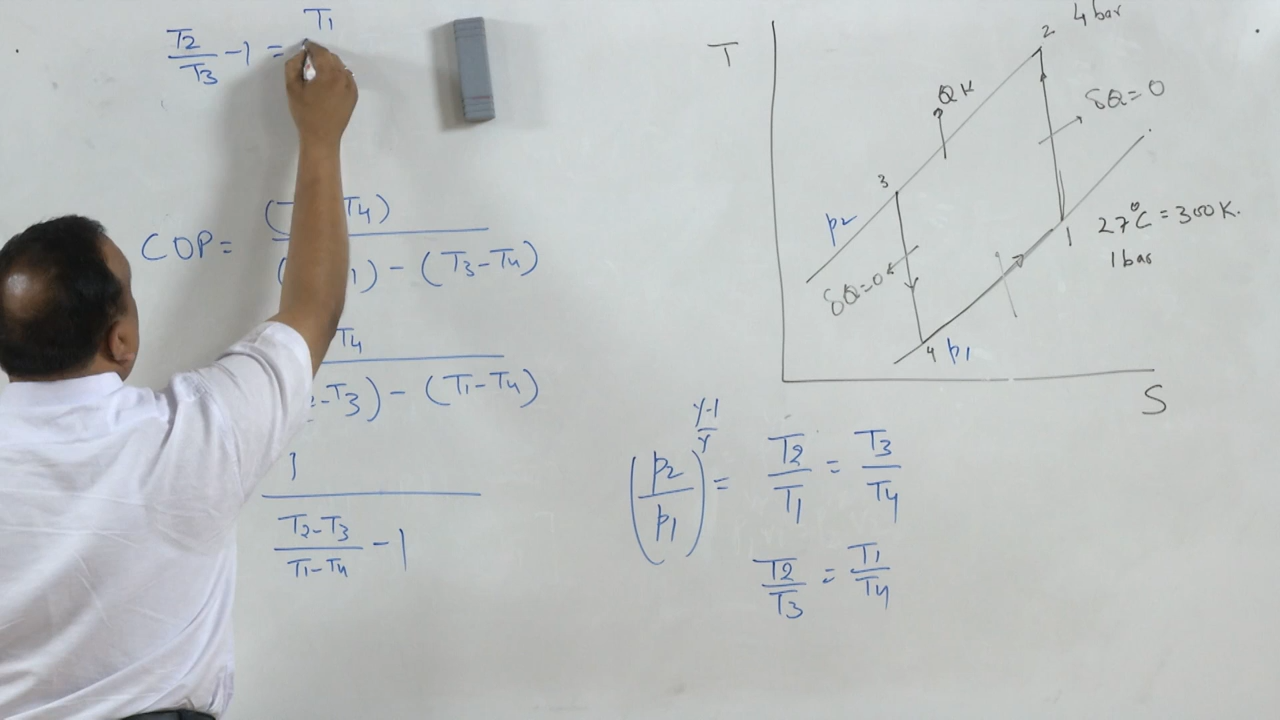 T2/T3 - 1 = T1
COP = (T4) / (1) - (T3-T4)
T4 / -T3) - (T1-T4)
1 / (T2-T3)/(T1-T4) - 1
T
2 4 bar
QK
δQ=0
3
p2
1 27°C = 300K.
1 bar
δQ=0
4 p1
S
(p2/p1)^(γ-1)/γ = T2/T1 = T3/T4
T2/T3 = T1/T4